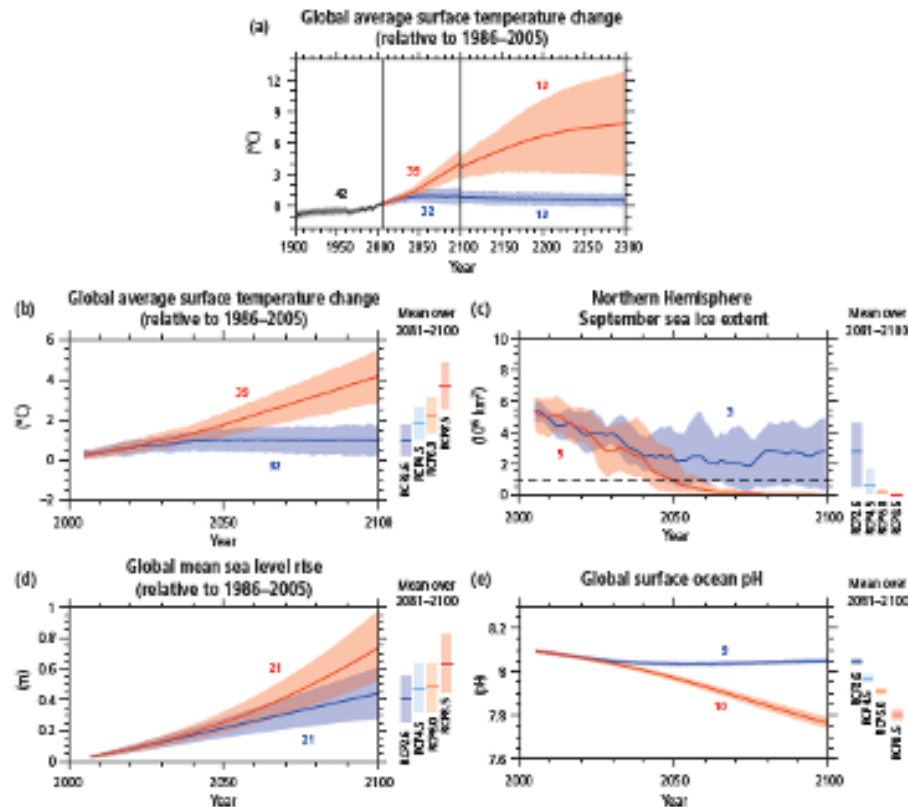 (a)
Global average surface temperature change
(relative to 1986–2005)
12
9
6
3
0
(°C)
42
39
32
12
12
1900 1950 2000 2050 2100 2150 2200 2250 2300
Year
(b)
Global average surface temperature change
(relative to 1986–2005)
Mean over
2081–2100
6
4
2
0
−2
(°C)
39
32
2000 2050 2100
Year
RCP2.6
RCP4.5
RCP6.0
RCP8.5
(c)
Northern Hemisphere
September sea ice extent
Mean over
2081–2100
10
8
6
4
2
0
(10⁶ km²)
3
5
2000 2050 2100
Year
RCP2.6
RCP4.5
RCP6.0
RCP8.5
(d)
Global mean sea level rise
(relative to 1986–2005)
Mean over
2081–2100
1
0.8
0.6
0.4
0.2
0
(m)
21
21
2000 2050 2100
Year
RCP2.6
RCP4.5
RCP6.0
RCP8.5
(e)
Global surface ocean pH
Mean over
2081–2100
8.2
8
7.8
7.6
(pH)
9
10
2000 2050 2100
Year
RCP2.6
RCP4.5
RCP6.0
RCP8.5